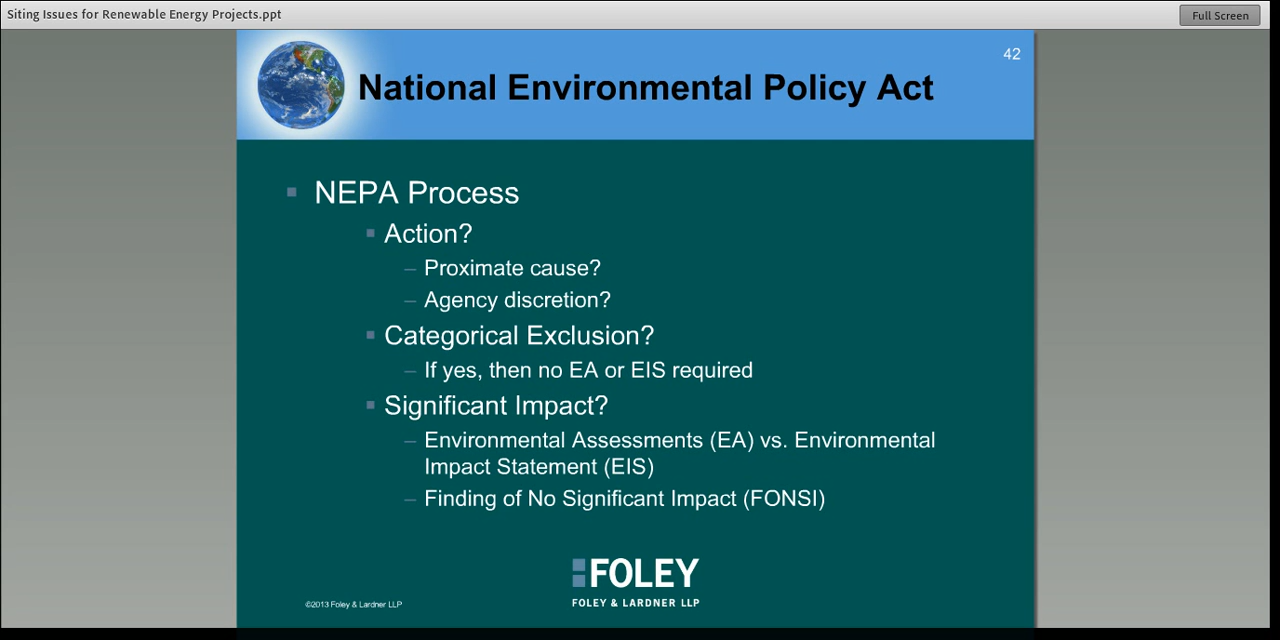 Siting Issues for Renewable Energy Projects.ppt
Full Screen
42
National Environmental Policy Act
NEPA Process
Action?
– Proximate cause?
– Agency discretion?
Categorical Exclusion?
– If yes, then no EA or EIS required
Significant Impact?
– Environmental Assessments (EA) vs. Environmental
Impact Statement (EIS)
– Finding of No Significant Impact (FONSI)
FOLEY
FOLEY & LARDNER LLP
©2013 Foley & Lardner LLP